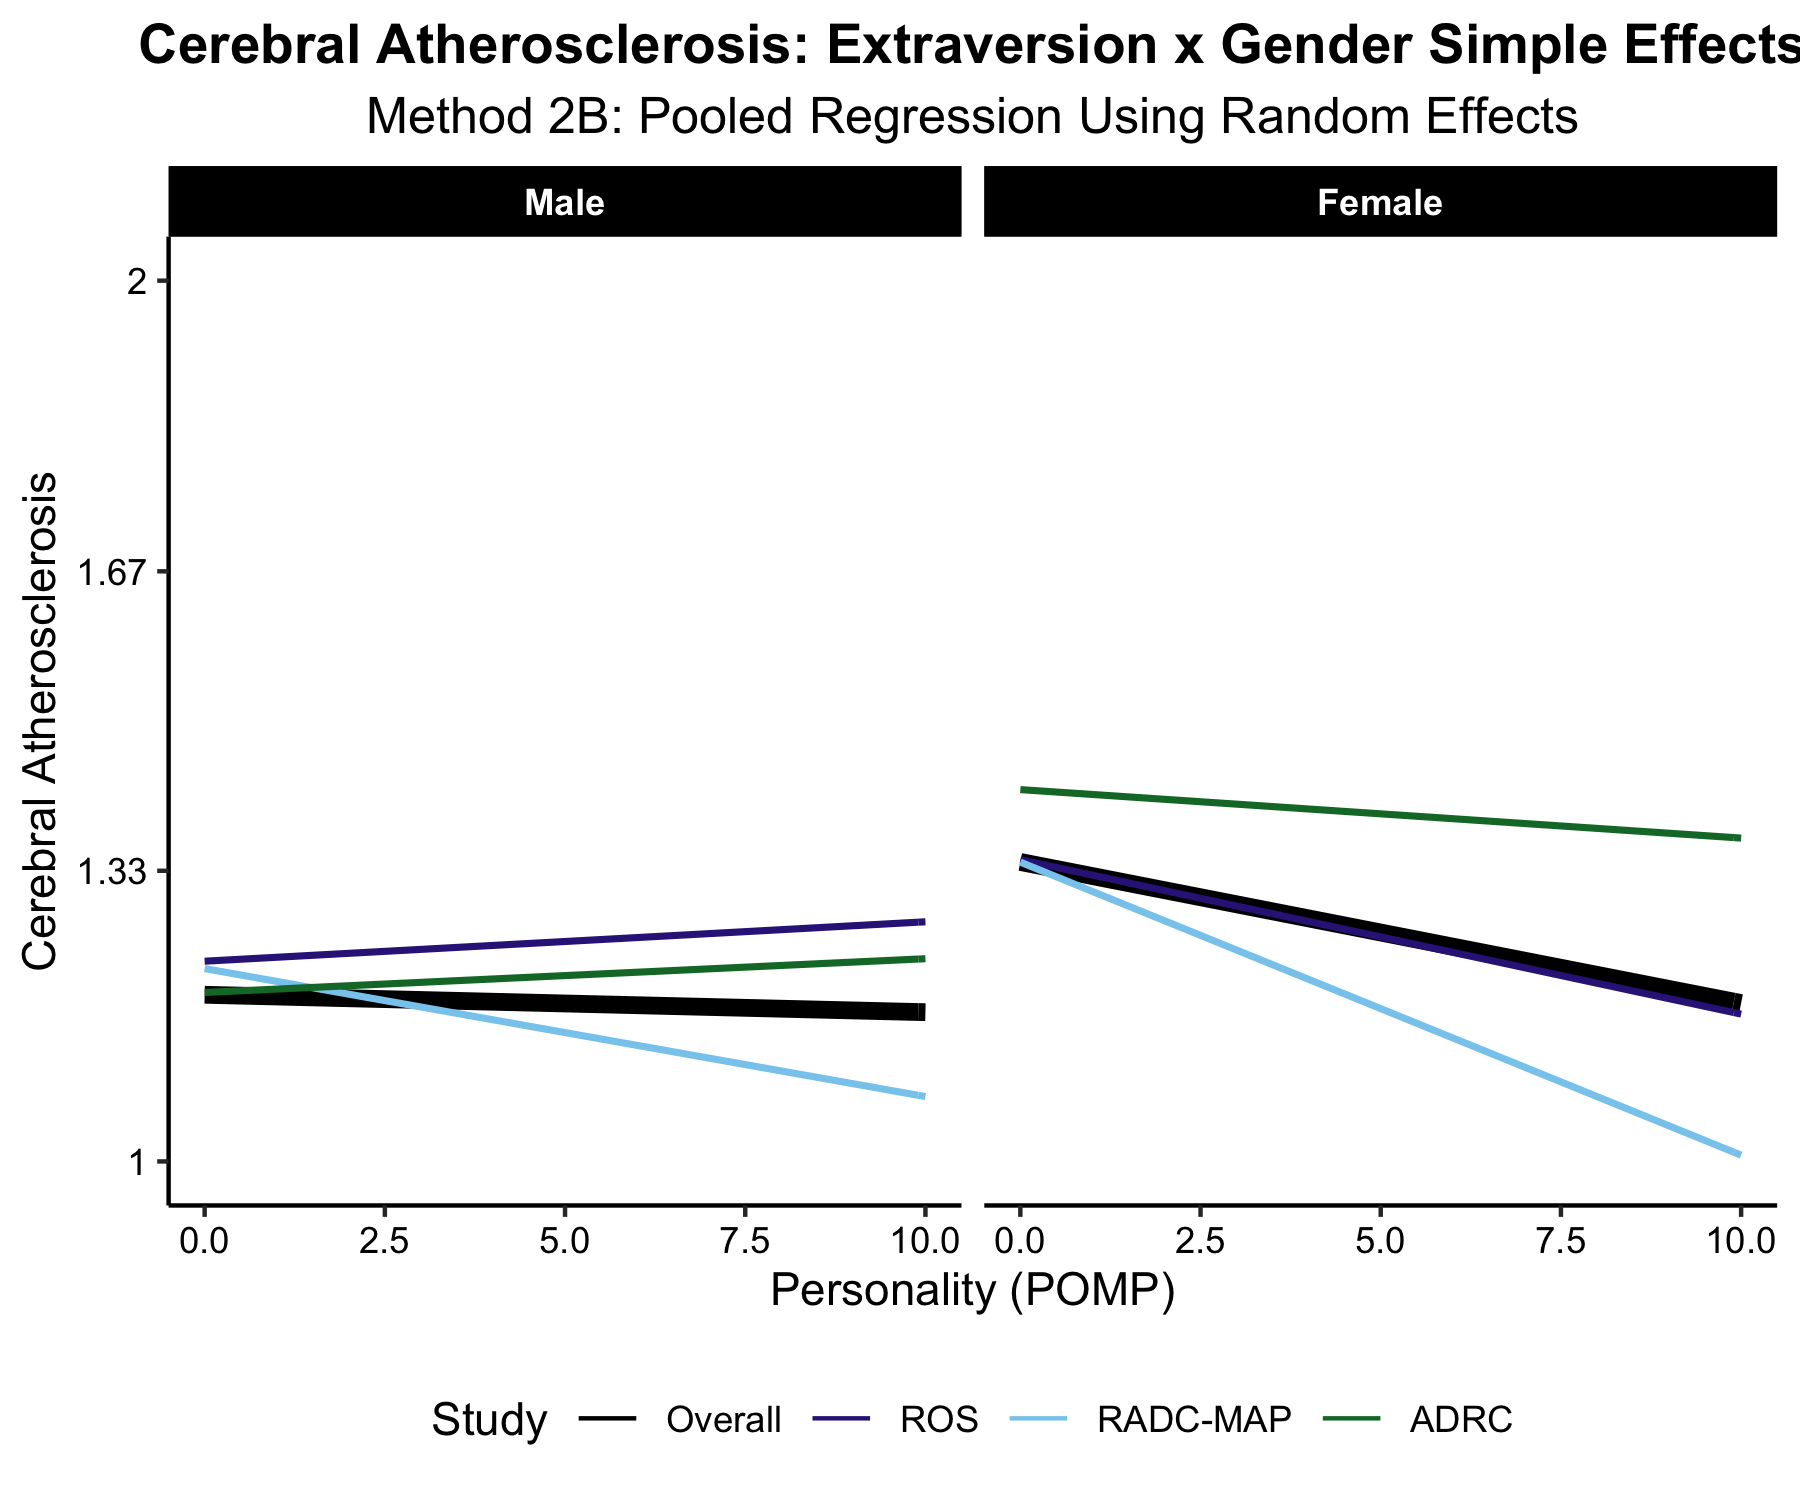 Cerebral Atherosclerosis: Extraversion x Gender Simple Effects
Method 2B: Pooled Regression Using Random Effects
Male
Female
Cerebral Atherosclerosis
2
1.67
1.33
1
0.0 2.5 5.0 7.5 10.0
0.0 2.5 5.0 7.5 10.0
Personality (POMP)
Study Overall ROS RADC-MAP ADRC